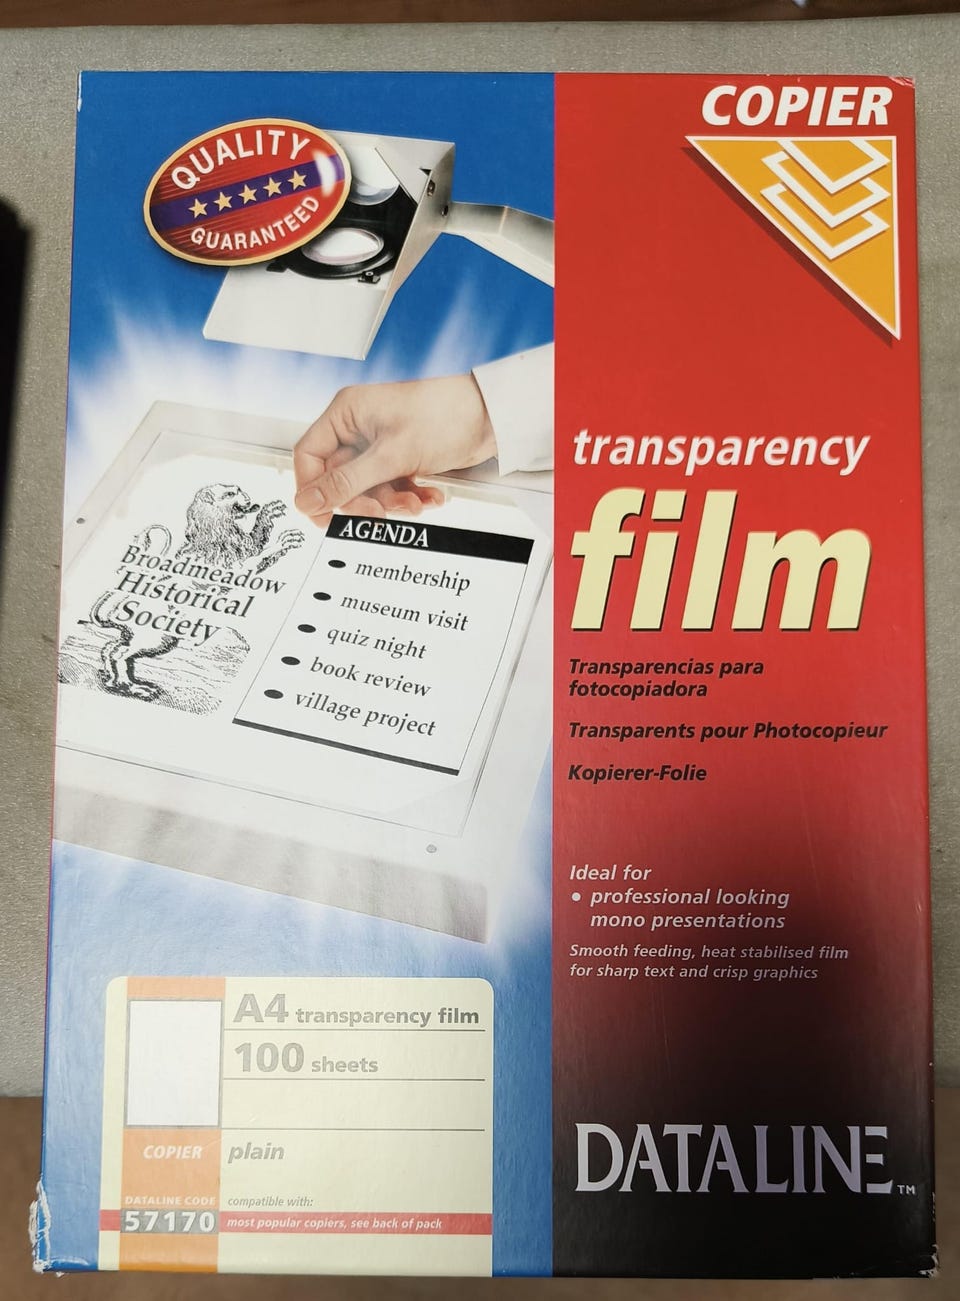 COPIER
QUALITY
GUARANTEED
transparency
film
Transparencias para
fotocopiadora
Transparents pour Photocopieur
Kopierer-Folie
Ideal for
• professional looking
mono presentations
Smooth feeding, heat stabilised film
for sharp text and crisp graphics
DATALINE™
Broadmeadow
Historical
Society
AGENDA
• membership
• museum visit
• quiz night
• book review
• village project
A4 transparency film
100 sheets
COPIER
plain
DATALINE CODE
57170
compatible with:
most popular copiers, see back of pack